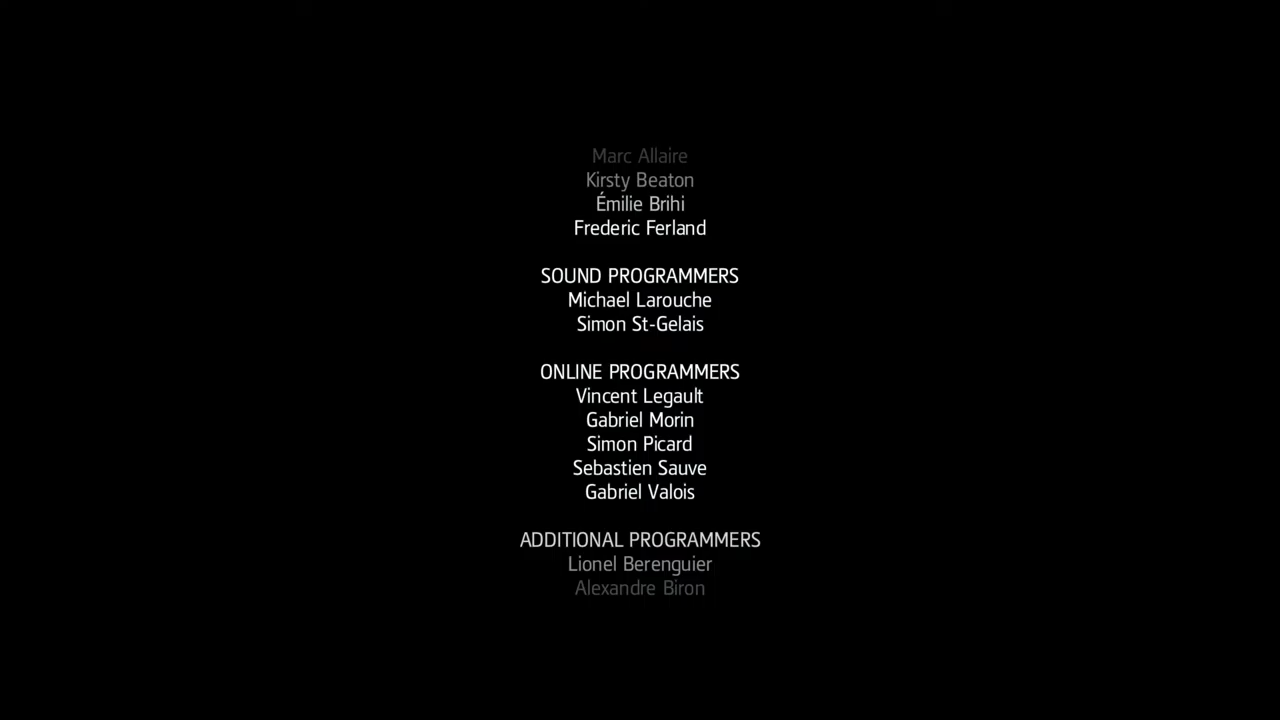 Marc Allaire
Kirsty Beaton
Émilie Brihi
Frederic Ferland
SOUND PROGRAMMERS
Michael Larouche
Simon St-Gelais
ONLINE PROGRAMMERS
Vincent Legault
Gabriel Morin
Simon Picard
Sebastien Sauve
Gabriel Valois
ADDITIONAL PROGRAMMERS
Lionel Berenguier
Alexandre Biron